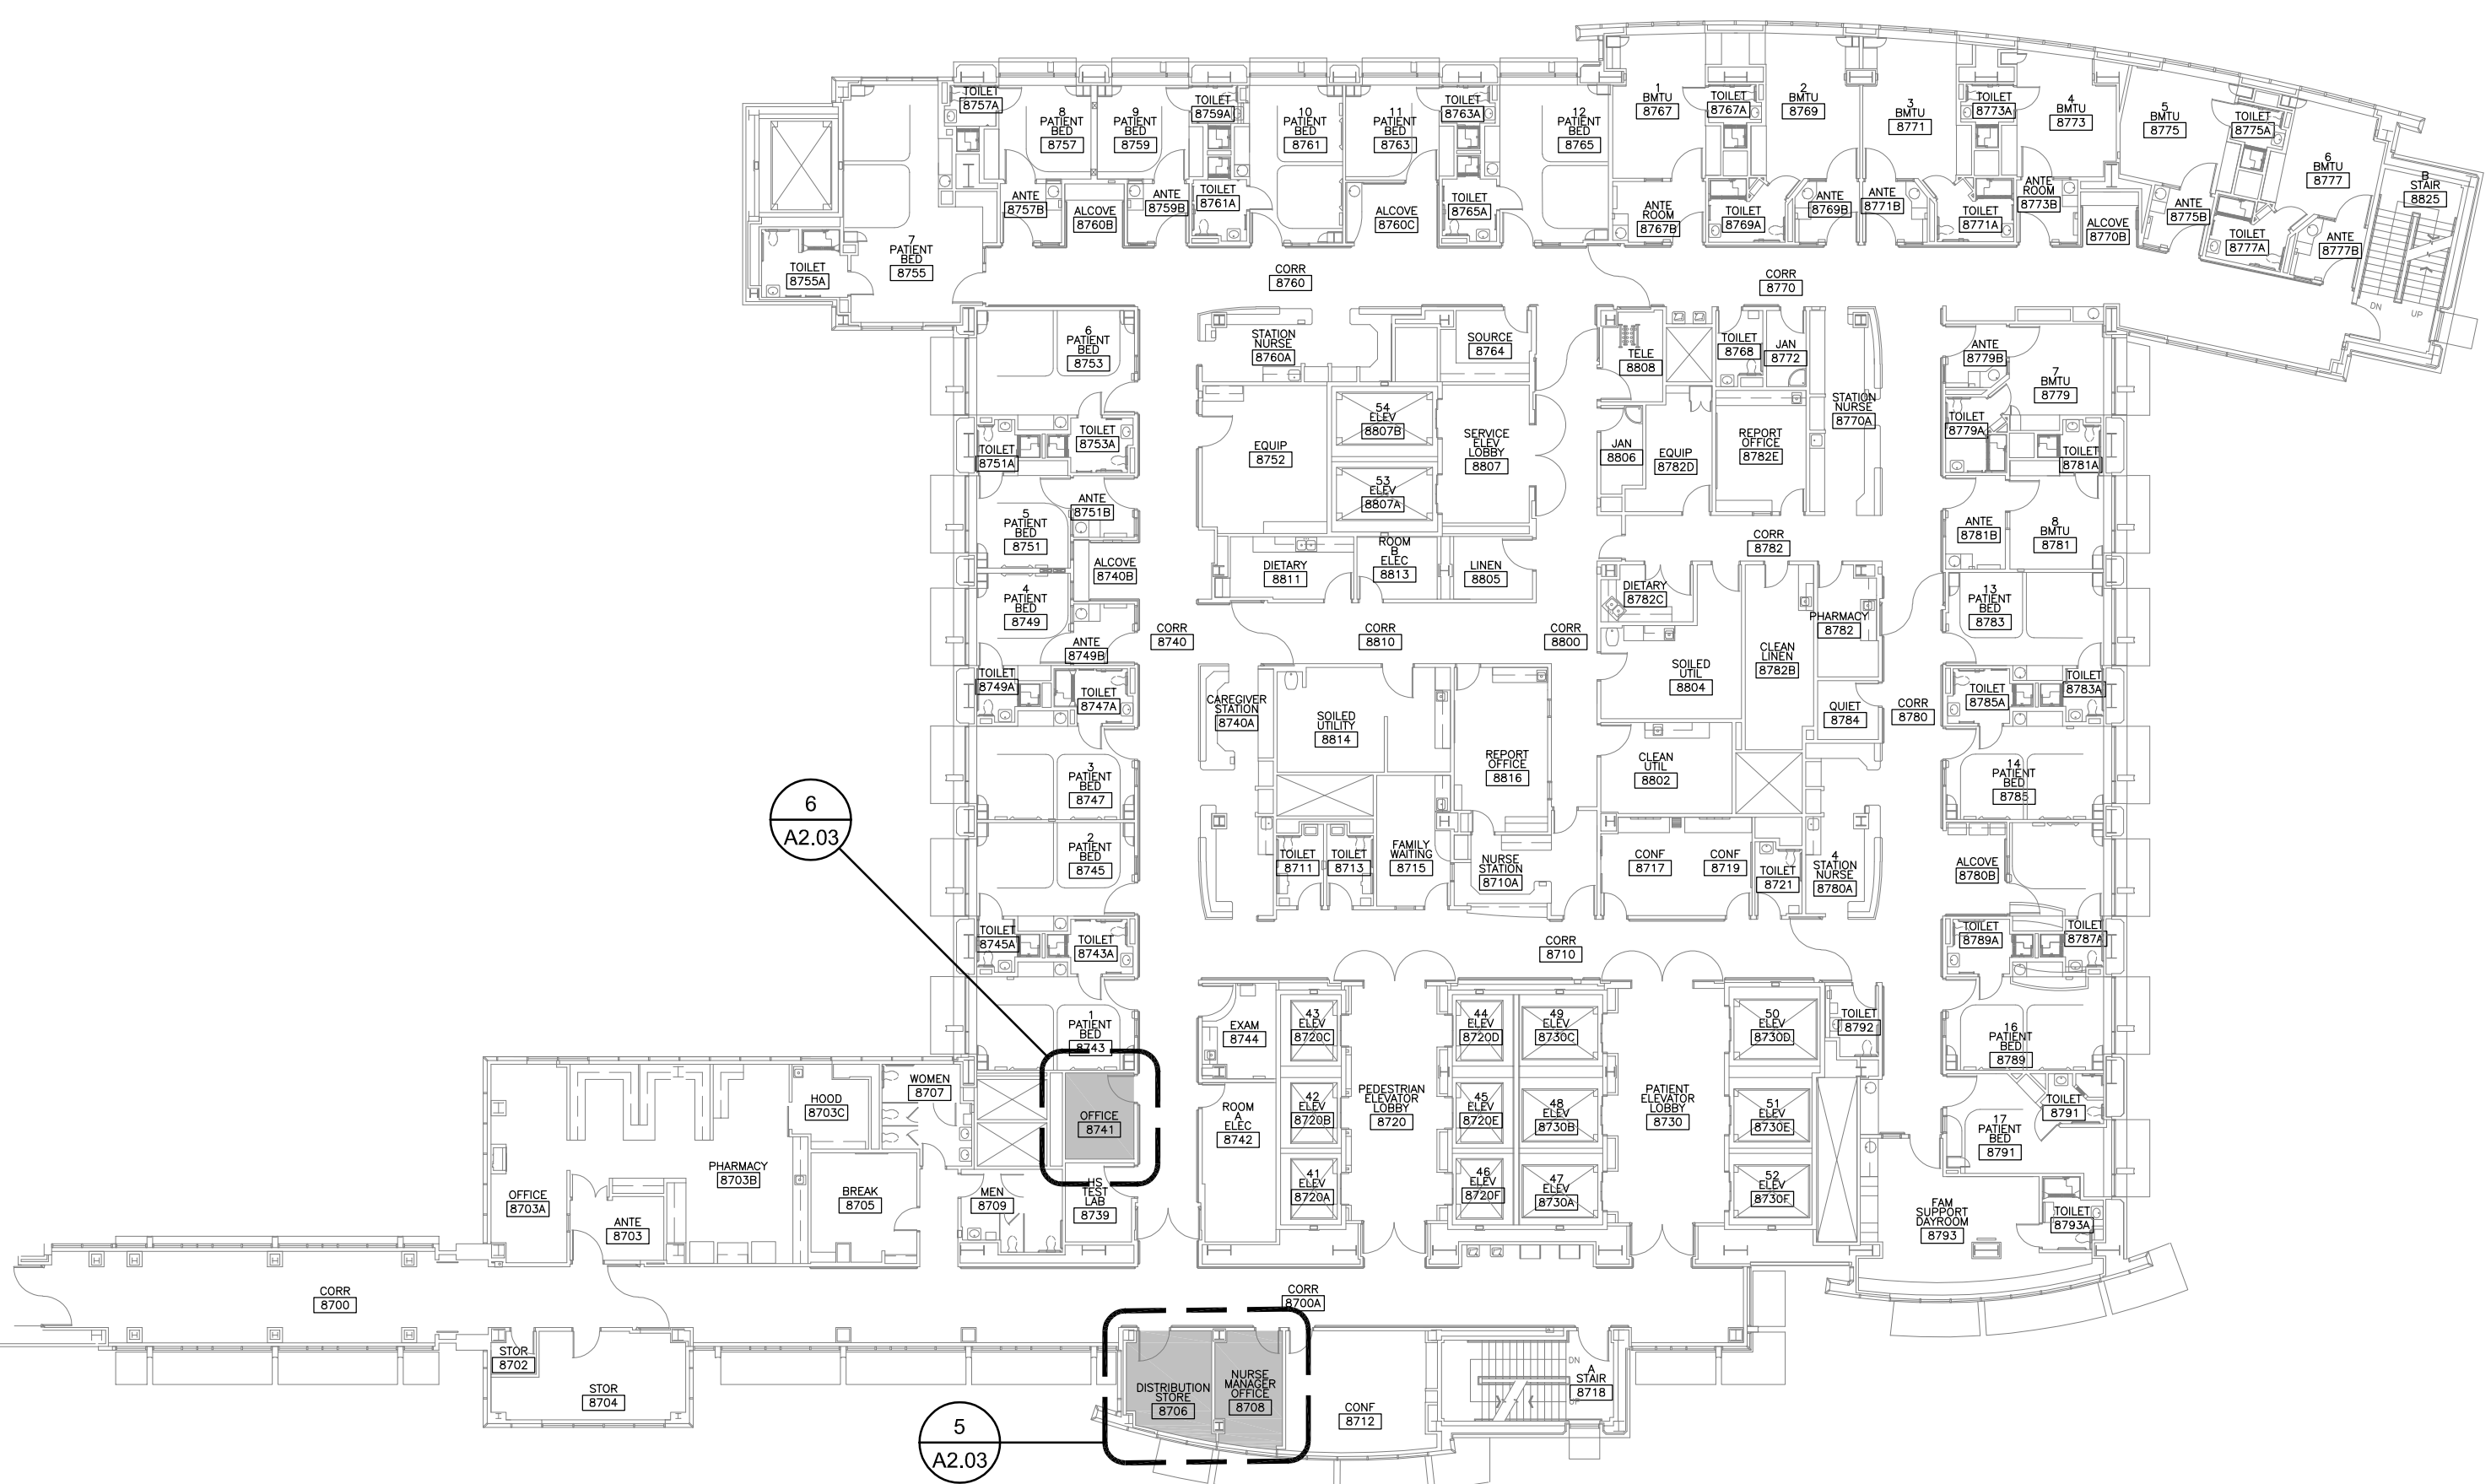 TOILET
8757A
8
PATIENT
BED
8757
9
PATIENT
BED
8759
TOILET
8759A
10
PATIENT
BED
8761
11
PATIENT
BED
8763
TOILET
8763A
12
PATIENT
BED
8765
1
BMTU
8767
TOILET
8767A
2
BMTU
8769
3
BMTU
8771
TOILET
8773A
4
BMTU
8773
5
BMTU
8775
TOILET
8775A
6
BMTU
8777
B
STAIR
8825
ANTE
8757B
ALCOVE
8760B
ANTE
8759B
TOILET
8761A
ALCOVE
8760C
TOILET
8765A
ANTE
ROOM
8767B
TOILET
8769A
ANTE
8769B
ANTE
8771B
TOILET
8771A
ANTE
ROOM
8773B
ALCOVE
8770B
ANTE
8775B
TOILET
8777A
ANTE
8777B
DN
UP
7
PATIENT
BED
8755
TOILET
8755A
CORR
8760
CORR
8770
6
PATIENT
BED
8753
STATION
NURSE
8760A
SOURCE
8764
TELE
8808
TOILET
8768
JAN
8772
STATION
NURSE
8770A
ANTE
8779B
7
BMTU
8779
TOILET
8779A
TOILET
8781A
TOILET
8753A
TOILET
8751A
EQUIP
8752
54
ELEV
8807B
53
ELEV
8807A
SERVICE
ELEV
LOBBY
8807
JAN
8806
EQUIP
8782D
REPORT
OFFICE
8782E
ANTE
8751B
5
PATIENT
BED
8751
ALCOVE
8740B
DIETARY
8811
ROOM
B
ELEC
8813
LINEN
8805
CORR
8782
ANTE
8781B
8
BMTU
8781
4
PATIENT
BED
8749
ANTE
8749B
CORR
8740
CORR
8810
CORR
8800
DIETARY
8782C
PHARMACY
8782
13
PATIENT
BED
8783
TOILET
8749A
TOILET
8747A
CAREGIVER
STATION
8740A
SOILED
UTILITY
8814
REPORT
OFFICE
8816
SOILED
UTIL
8804
CLEAN
LINEN
8782B
QUIET
8784
CORR
8780
TOILET
8785A
TOILET
8783A
3
PATIENT
BED
8747
CLEAN
UTIL
8802
14
PATIENT
BED
8785
6
A2.03
2
PATIENT
BED
8745
TOILET
8711
TOILET
8713
FAMILY
WAITING
8715
NURSE
STATION
8710A
CONF
8717
CONF
8719
TOILET
8721
4
STATION
NURSE
8780A
ALCOVE
8780B
TOILET
8745A
TOILET
8743A
CORR
8710
TOILET
8789A
TOILET
8787A
1
PATIENT
BED
8743
EXAM
8744
43
ELEV
8720C
44
ELEV
8720D
49
ELEV
8730C
50
ELEV
8730D
TOILET
8792
16
PATIENT
BED
8789
WOMEN
8707
HOOD
8703C
OFFICE
8741
ROOM
A
ELEC
8742
42
ELEV
8720B
PEDESTRIAN
ELEVATOR
LOBBY
8720
45
ELEV
8720E
48
ELEV
8730B
PATIENT
ELEVATOR
LOBBY
8730
51
ELEV
8730E
TOILET
8791
17
PATIENT
BED
8791
PHARMACY
8703B
OFFICE
8703A
BREAK
8705
MEN
8709
HS
TEST
LAB
8739
41
ELEV
8720A
46
ELEV
8720F
47
ELEV
8730A
52
ELEV
8730F
FAM
SUPPORT
DAYROOM
8793
TOILET
8793A
ANTE
8703
CORR
8700
CORR
8700A
STOR
8702
STOR
8704
DISTRIBUTION
STORE
8706
NURSE
MANAGER
OFFICE
8708
CONF
8712
DN
A
STAIR
8718
UP
5
A2.03